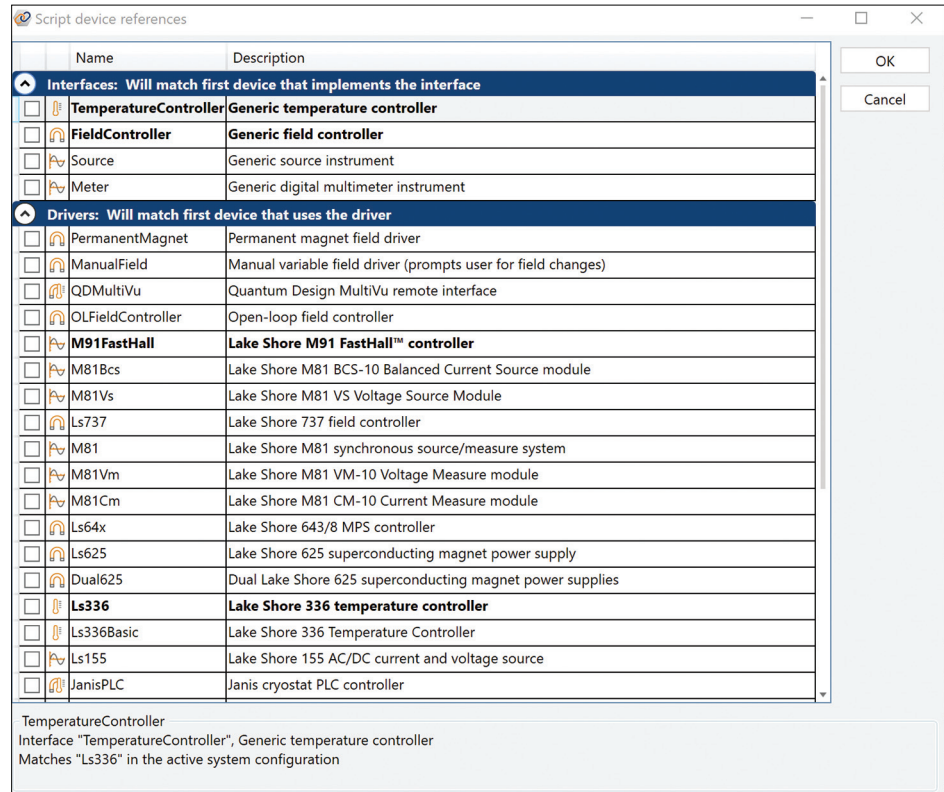 Script device references
Name Description
Interfaces: Will match first device that implements the interface
TemperatureController Generic temperature controller
FieldController Generic field controller
Source Generic source instrument
Meter Generic digital multimeter instrument
Drivers: Will match first device that uses the driver
PermanentMagnet Permanent magnet field driver
ManualField Manual variable field driver (prompts user for field changes)
QDMultiVu Quantum Design MultiVu remote interface
OLFieldController Open-loop field controller
M91FastHall Lake Shore M91 FastHall™ controller
M81Bcs Lake Shore M81 BCS-10 Balanced Current Source module
M81Vs Lake Shore M81 VS Voltage Source Module
Ls737 Lake Shore 737 field controller
M81 Lake Shore M81 synchronous source/measure system
M81Vm Lake Shore M81 VM-10 Voltage Measure module
M81Cm Lake Shore M81 CM-10 Current Measure module
Ls64x Lake Shore 643/8 MPS controller
Ls625 Lake Shore 625 superconducting magnet power supply
Dual625 Dual Lake Shore 625 superconducting magnet power supplies
Ls336 Lake Shore 336 temperature controller
Ls336Basic Lake Shore 336 Temperature Controller
Ls155 Lake Shore 155 AC/DC current and voltage source
JanisPLC Janis cryostat PLC controller
OK
Cancel
TemperatureController
Interface "TemperatureController", Generic temperature controller
Matches "Ls336" in the active system configuration